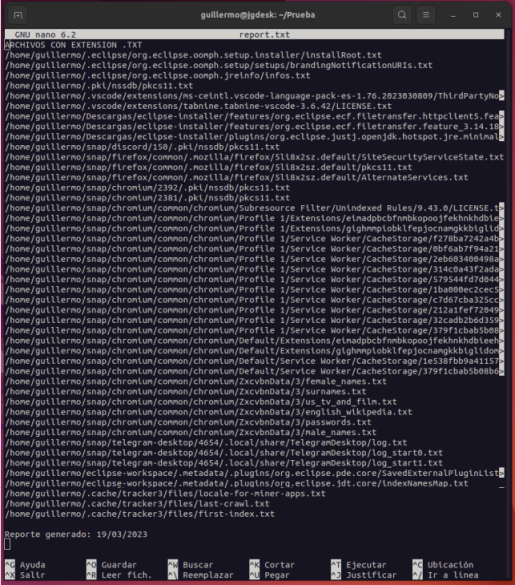 guillermo@jgdesk: ~/Prueba
GNU nano 6.2 report.txt
ARCHIVOS CON EXTENSION .TXT
/home/guillermo/.eclipse/org.eclipse.oomph.setup.installer/installRoot.txt
/home/guillermo/.eclipse/org.eclipse.oomph.setup/setups/brandingNotificationURIs.txt
/home/guillermo/.eclipse/org.eclipse.oomph.jreinfo/infos.txt
/home/guillermo/.pki/nssdb/pkcs11.txt
/home/guillermo/.vscode/extensions/ms-ceintl.vscode-language-pack-es-1.76.2023030809/ThirdPartyNo>
/home/guillermo/.vscode/extensions/tabnine.tabnine-vscode-3.6.42/LICENSE.txt
/home/guillermo/Descargas/eclipse-installer/features/org.eclipse.ecf.filetransfer.httpclient5.fea>
/home/guillermo/Descargas/eclipse-installer/features/org.eclipse.ecf.filetransfer.feature_3.14.18>
/home/guillermo/Descargas/eclipse-installer/plugins/org.eclipse.justj.openjdk.hotspot.jre.minimal>
/home/guillermo/snap/discord/150/.pki/nssdb/pkcs11.txt
/home/guillermo/snap/firefox/common/.mozilla/firefox/5li8x2sz.default/SiteSecurityServiceState.txt
/home/guillermo/snap/firefox/common/.mozilla/firefox/5li8x2sz.default/pkcs11.txt
/home/guillermo/snap/firefox/common/.mozilla/firefox/5li8x2sz.default/AlternateServices.txt
/home/guillermo/snap/chromium/2392/.pki/nssdb/pkcs11.txt
/home/guillermo/snap/chromium/2381/.pki/nssdb/pkcs11.txt
/home/guillermo/snap/chromium/common/chromium/Subresource Filter/Unindexed Rules/9.43.0/LICENSE.t>
/home/guillermo/snap/chromium/common/chromium/Profile 1/Extensions/eimadpbcbfnmbkopoojfekhnkhdbie>
/home/guillermo/snap/chromium/common/chromium/Profile 1/Extensions/gighmmpiobklfepjocnamgkkbiglid>
/home/guillermo/snap/chromium/common/chromium/Profile 1/Service Worker/CacheStorage/f278ba7242a4b>
/home/guillermo/snap/chromium/common/chromium/Profile 1/Service Worker/CacheStorage/0bf6ab7f94a21>
/home/guillermo/snap/chromium/common/chromium/Profile 1/Service Worker/CacheStorage/2eb603400498a>
/home/guillermo/snap/chromium/common/chromium/Profile 1/Service Worker/CacheStorage/314c0a43f2ada>
/home/guillermo/snap/chromium/common/chromium/Profile 1/Service Worker/CacheStorage/579544fd7d044>
/home/guillermo/snap/chromium/common/chromium/Profile 1/Service Worker/CacheStorage/1ba000ec2cec5>
/home/guillermo/snap/chromium/common/chromium/Profile 1/Service Worker/CacheStorage/c7d67cba325cc>
/home/guillermo/snap/chromium/common/chromium/Profile 1/Service Worker/CacheStorage/212a1fef72049>
/home/guillermo/snap/chromium/common/chromium/Profile 1/Service Worker/CacheStorage/32cadb2b6d359>
/home/guillermo/snap/chromium/common/chromium/Profile 1/Service Worker/CacheStorage/379f1cbab5b08>
/home/guillermo/snap/chromium/common/chromium/Default/Extensions/eimadpbcbfnmbkopoojfekhnkhdbieeh>
/home/guillermo/snap/chromium/common/chromium/Default/Extensions/gighmmpiobklfepjocnamgkkbiglidom>
/home/guillermo/snap/chromium/common/chromium/Default/Service Worker/CacheStorage/1e538fbb9a41157>
/home/guillermo/snap/chromium/common/chromium/Default/Service Worker/CacheStorage/379f1cbab5b08b6>
/home/guillermo/snap/chromium/common/chromium/ZxcvbnData/3/female_names.txt
/home/guillermo/snap/chromium/common/chromium/ZxcvbnData/3/surnames.txt
/home/guillermo/snap/chromium/common/chromium/ZxcvbnData/3/us_tv_and_film.txt
/home/guillermo/snap/chromium/common/chromium/ZxcvbnData/3/english_wikipedia.txt
/home/guillermo/snap/chromium/common/chromium/ZxcvbnData/3/passwords.txt
/home/guillermo/snap/chromium/common/chromium/ZxcvbnData/3/male_names.txt
/home/guillermo/snap/telegram-desktop/4654/.local/share/TelegramDesktop/log.txt
/home/guillermo/snap/telegram-desktop/4654/.local/share/TelegramDesktop/log_start0.txt
/home/guillermo/snap/telegram-desktop/4654/.local/share/TelegramDesktop/log_start1.txt
/home/guillermo/eclipse-workspace/.metadata/.plugins/org.eclipse.pde.core/SavedExternalPluginList>
/home/guillermo/eclipse-workspace/.metadata/.plugins/org.eclipse.jdt.core/indexNamesMap.txt
/home/guillermo/.cache/tracker3/files/locale-for-miner-apps.txt
/home/guillermo/.cache/tracker3/files/last-crawl.txt
/home/guillermo/.cache/tracker3/files/first-index.txt
Reporte generado: 19/03/2023
^G Ayuda ^O Guardar ^W Buscar ^K Cortar ^T Ejecutar ^C Ubicación
^X Salir ^R Leer fich. ^\ Reemplazar ^U Pegar ^J Justificar ^/ Ir a línea